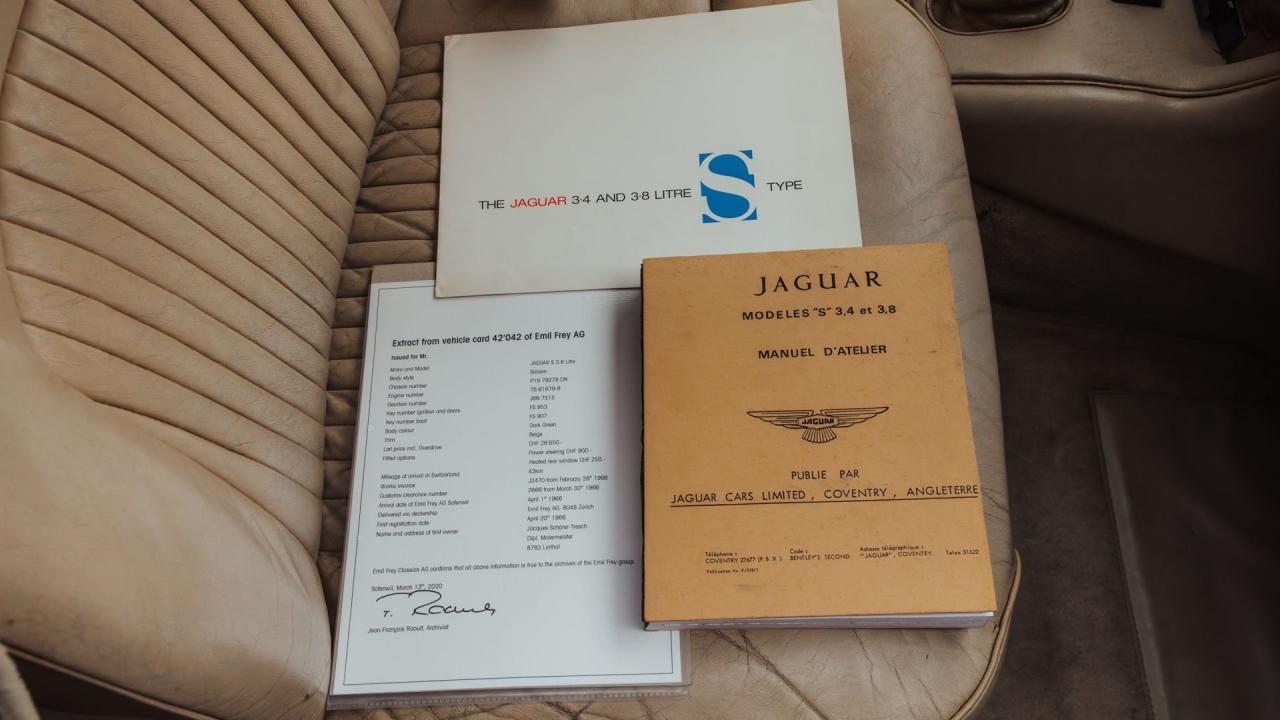 THE JAGUAR 3·4 AND 3·8 LITRE S TYPE
JAGUAR
MODELES "S" 3,4 et 3,8
MANUEL D'ATELIER
JAGUAR
PUBLIE PAR
JAGUAR CARS LIMITED, COVENTRY, ANGLETERRE
Téléphone : COVENTRY 27677 (P.B X )
Code : BENTLEY'S SECOND
Adresse télégraphique : "JAGUAR", COVENTRY.
Telex 31622
Publication No.
Extract from vehicle card 42'042 of Emil Frey AG
Issued for Mr.
Make and Model JAGUAR S 3.8 Litre
Body style Saloon
Chassis number P1B 79278 DN
Engine number 7B 61679-8
Gearbox number JBN 7515
Key number ignition and doors FS 953
Key number boot FS 907
Body colour Dark Green
Trim Beige
List price incl. Overdrive CHF 28'650.-
Fitted options Power steering CHF 900.-
Heated rear window CHF 250.-
Mileage at arrival in Switzerland 43km
Works invoice J2470 from February 28th 1966
Customs clearance number 2666 from March 30th 1966
Arrival date at Emil Frey AG Safenwil April 1st 1966
Delivered via dealership Emil Frey AG, 8048 Zürich
First registration date April 20th 1966
Name and address of first owner Jacques Schärer-Tresch
Dipl. Malermeister
8783 Linthal
Emil Frey Classics AG confirms that all above information is true to the archives of the Emil Frey group.
Safenwil, March 13th, 2020
Jean-François Raoult, Archivist